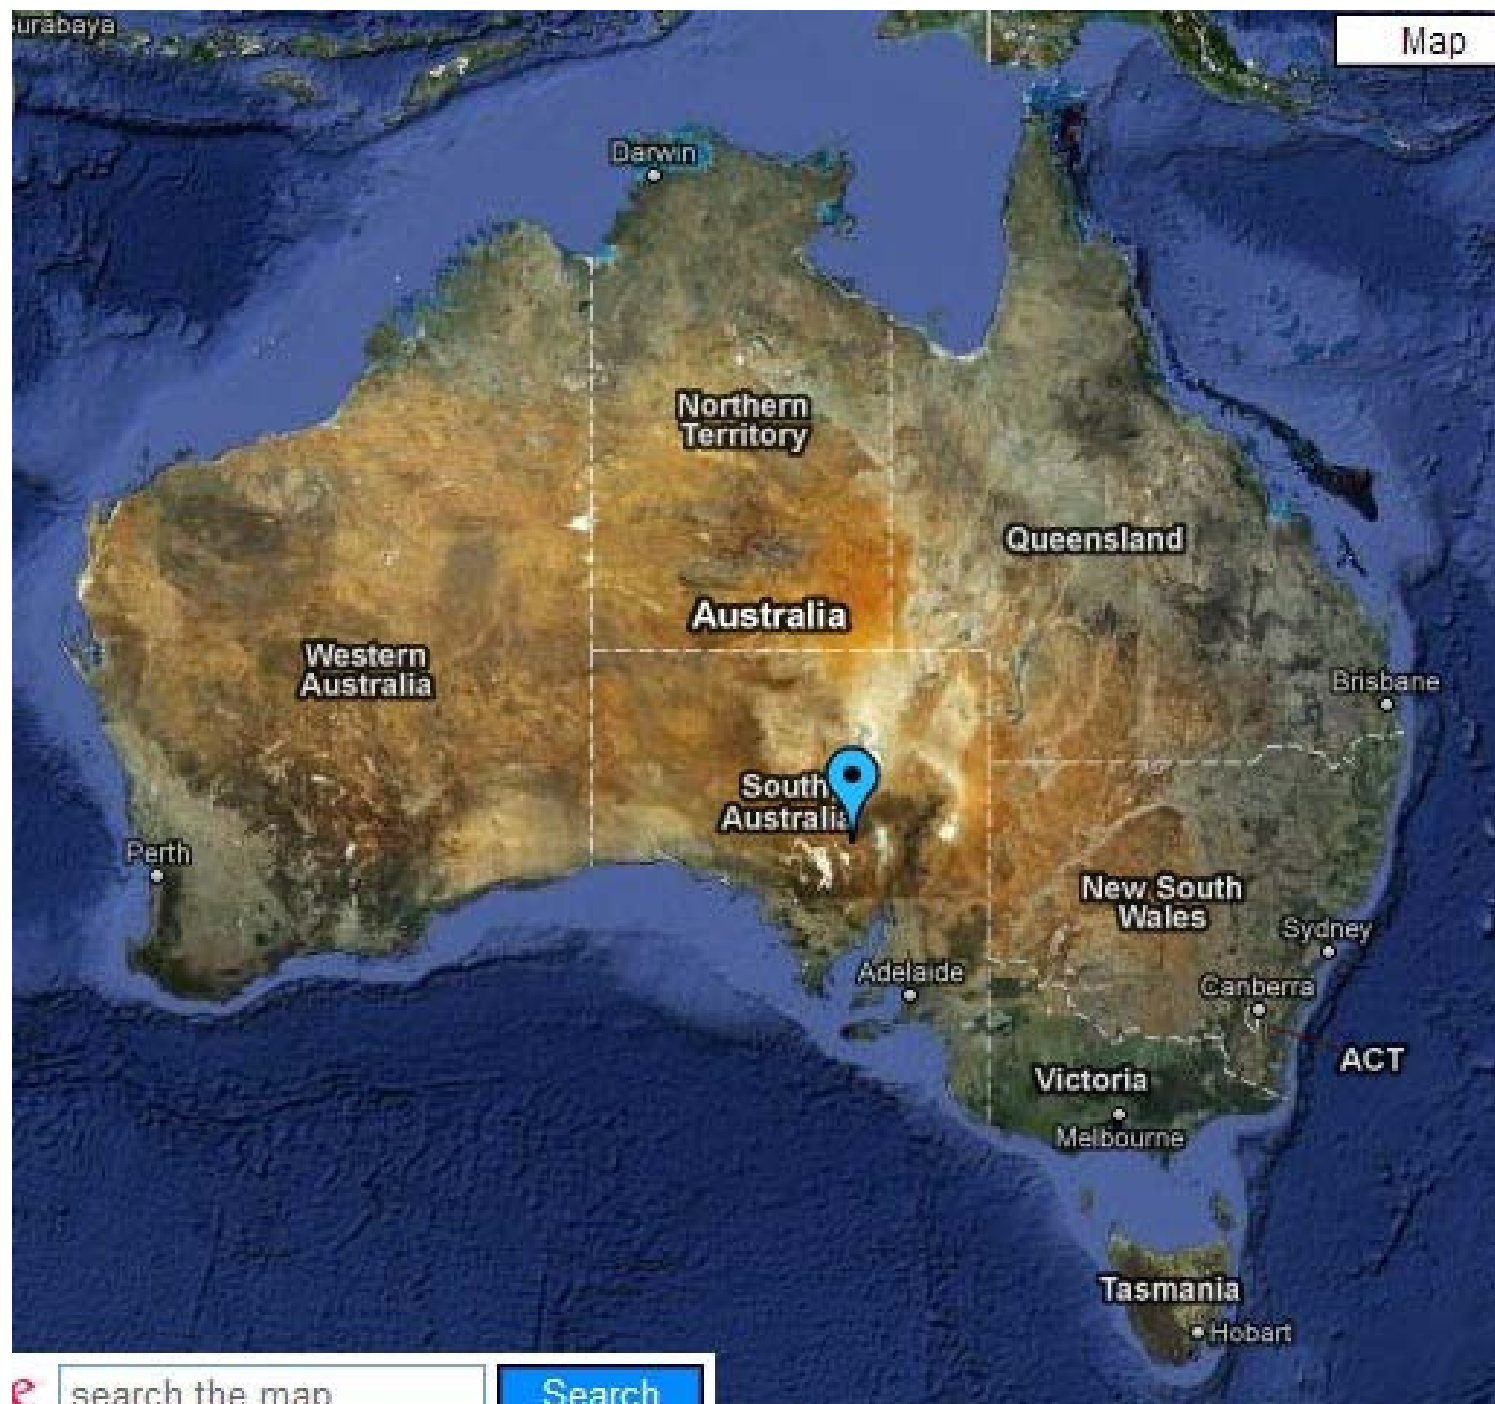 urabaya
Map
Darwin
Northern
Territory
Queensland
Australia
Western
Australia
Brisbane
South
Australia
Perth
New South
Wales
Sydney
Adelaide
Canberra
ACT
Victoria
Melbourne
Tasmania
Hobart
e search the map Search